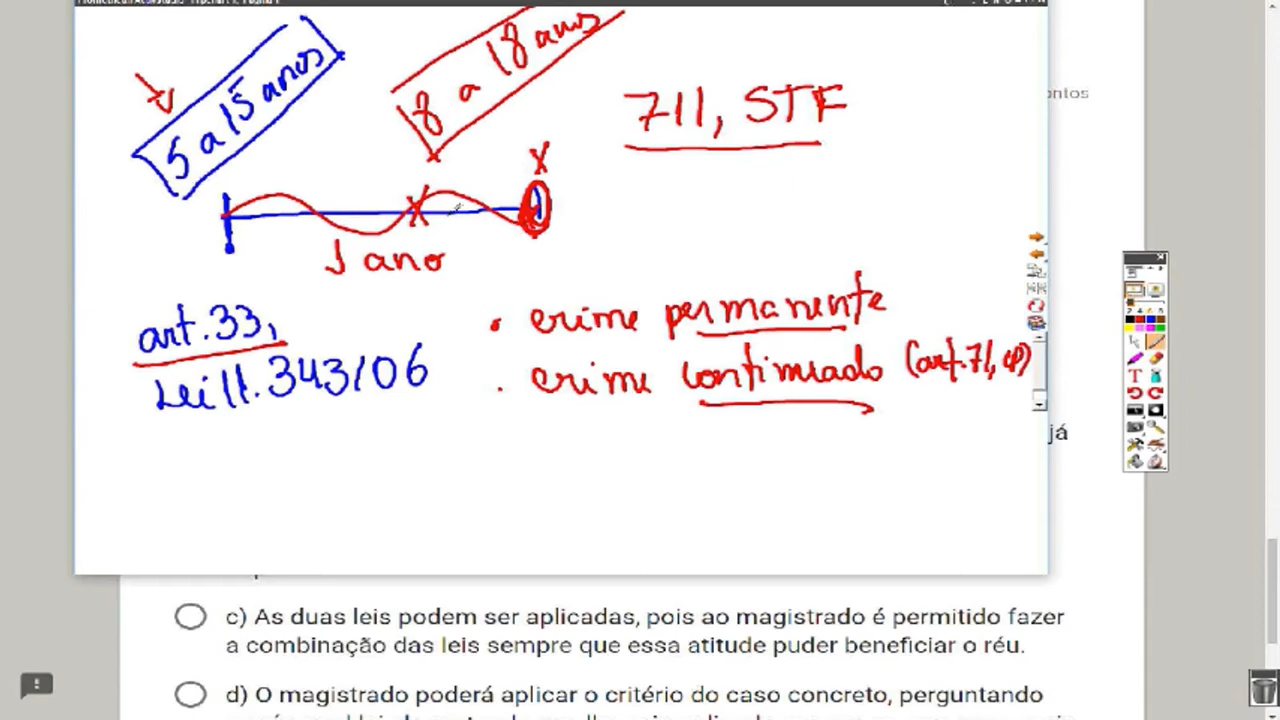 5 a 15 anos
8 a 18 anos
711, STF
ontos
X
X
1 ano
art. 33,
Lei 11.343/06
• crime permanente
• crime continuado (art. 71, CP)
já
c) As duas leis podem ser aplicadas, pois ao magistrado é permitido fazer
a combinação das leis sempre que essa atitude puder beneficiar o réu.
d) O magistrado poderá aplicar o critério do caso concreto, perguntando